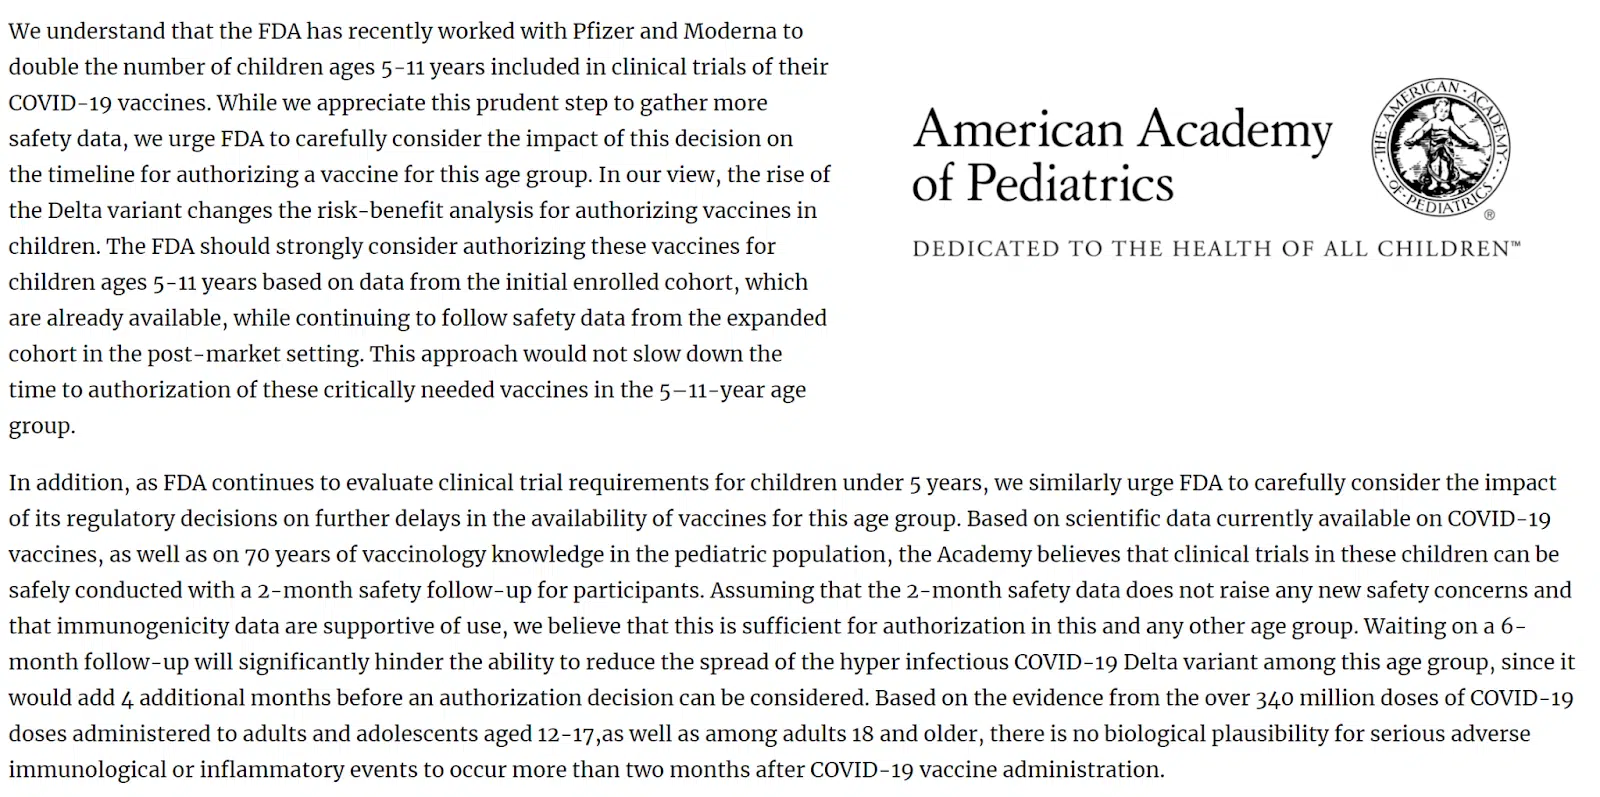 We understand that the FDA has recently worked with Pfizer and Moderna to
double the number of children ages 5-11 years included in clinical trials of their
COVID-19 vaccines. While we appreciate this prudent step to gather more
safety data, we urge FDA to carefully consider the impact of this decision on
the timeline for authorizing a vaccine for this age group. In our view, the rise of
the Delta variant changes the risk-benefit analysis for authorizing vaccines in
children. The FDA should strongly consider authorizing these vaccines for
children ages 5-11 years based on data from the initial enrolled cohort, which
are already available, while continuing to follow safety data from the expanded
cohort in the post-market setting. This approach would not slow down the
time to authorization of these critically needed vaccines in the 5–11-year age
group.
American Academy
of Pediatrics
DEDICATED TO THE HEALTH OF ALL CHILDREN™
·THE·AMERICAN·ACADEMY·
·OF·PEDIATRICS·
®
In addition, as FDA continues to evaluate clinical trial requirements for children under 5 years, we similarly urge FDA to carefully consider the impact
of its regulatory decisions on further delays in the availability of vaccines for this age group. Based on scientific data currently available on COVID-19
vaccines, as well as on 70 years of vaccinology knowledge in the pediatric population, the Academy believes that clinical trials in these children can be
safely conducted with a 2-month safety follow-up for participants. Assuming that the 2-month safety data does not raise any new safety concerns and
that immunogenicity data are supportive of use, we believe that this is sufficient for authorization in this and any other age group. Waiting on a 6-
month follow-up will significantly hinder the ability to reduce the spread of the hyper infectious COVID-19 Delta variant among this age group, since it
would add 4 additional months before an authorization decision can be considered. Based on the evidence from the over 340 million doses of COVID-19
doses administered to adults and adolescents aged 12-17,as well as among adults 18 and older, there is no biological plausibility for serious adverse
immunological or inflammatory events to occur more than two months after COVID-19 vaccine administration.